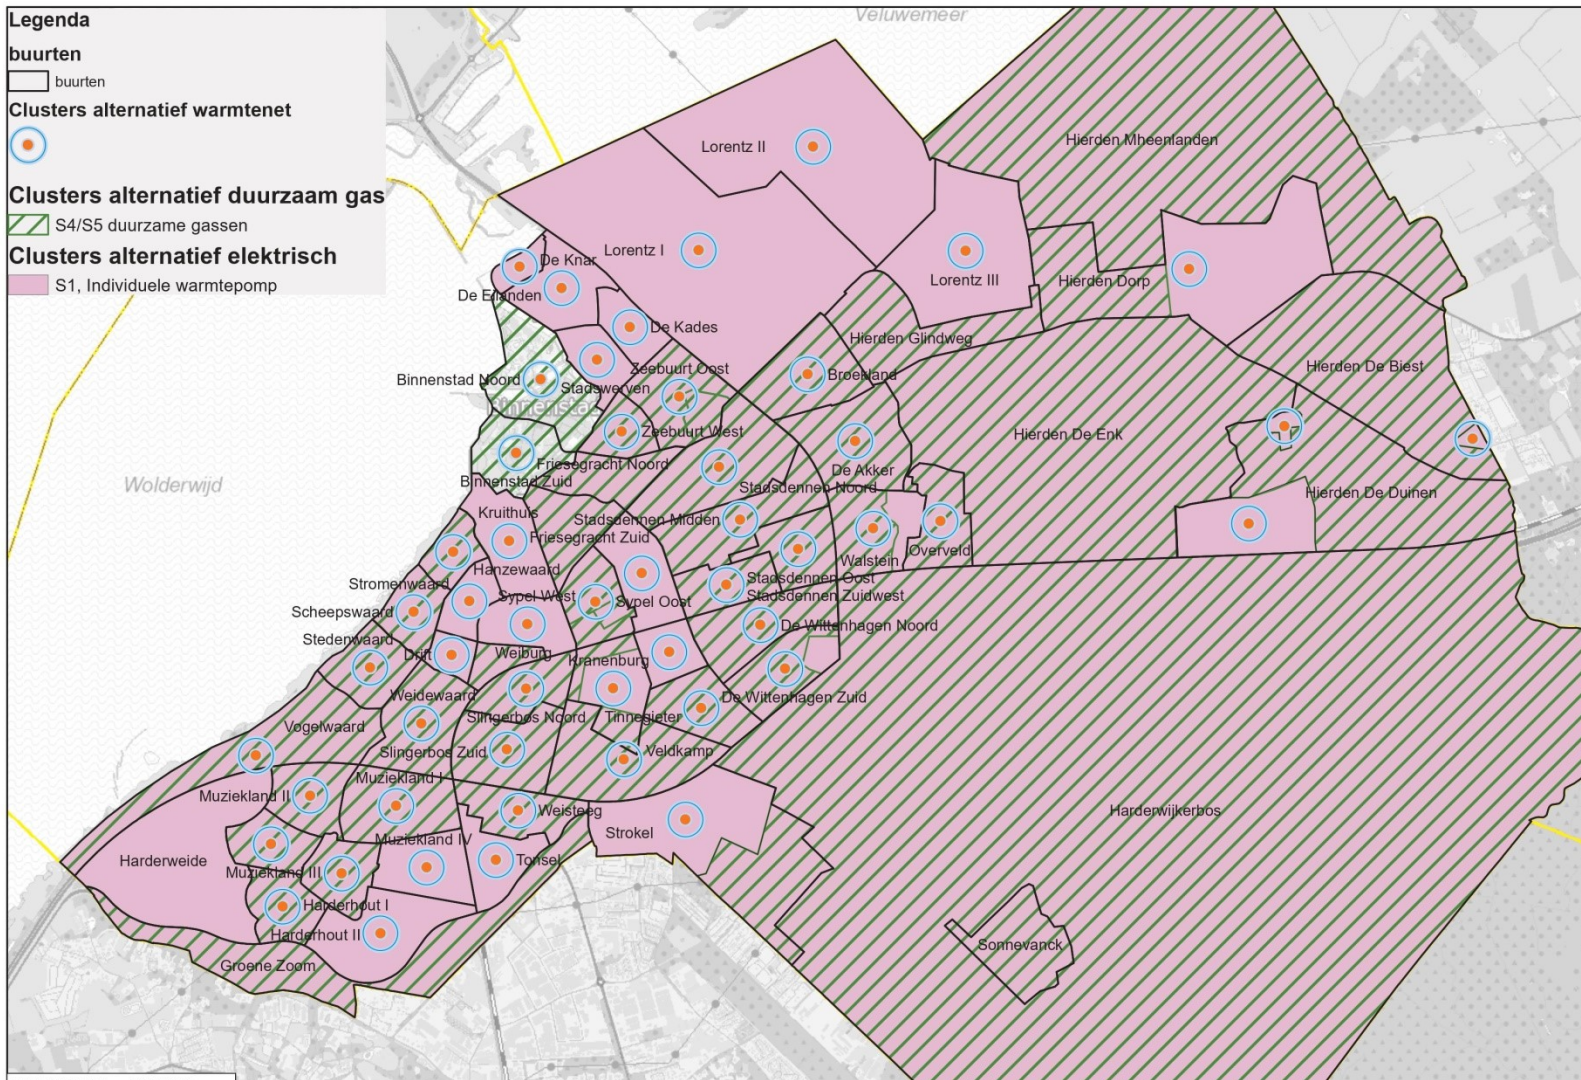 Legenda
buurten
buurten
Clusters alternatief warmtenet
Clusters alternatief duurzaam gas
S4/S5 duurzame gassen
Clusters alternatief elektrisch
S1, Individuele warmtepomp
Veluwemeer
Lorentz II
Hierden Mheenlanden
Lorentz I
De Knar
Lorentz III
Hierden Dorp
De Eilanden
De Kades
Hierden Glindweg
Zeebuurt Oost
Hierden De Biest
Binnenstad Noord
Stadswerven
Broekland
Binnenstad
Zeebuurt West
Hierden De Enk
Friesegracht Noord
De Akker
Binnenstad Zuid
Wolderwijd
Stadsdennen Noord
Hierden De Duinen
Kruithuis
Stadsdennen Midden
Friesegracht Zuid
Overveld
Walstein
Hanzewaard
Stadsdennen Oost
Stromenwaard
Sypel West
Sypel Oost
Stadsdennen Zuidwest
Scheepswaard
De Wittenhagen Noord
Stedenwaard
Drift
Weiburg
Kranenburg
Weidewaard
De Wittenhagen Zuid
Slingerbos Noord
Tinnegieter
Vogelwaard
Slingerbos Zuid
Veldkamp
Muziekland I
Muziekland II
Weisteeg
Harderwijkerbos
Strokel
Muziekland IV
Harderweide
Tonsel
Muziekland III
Harderhout I
Harderhout II
Sonnevanck
Groene Zoom